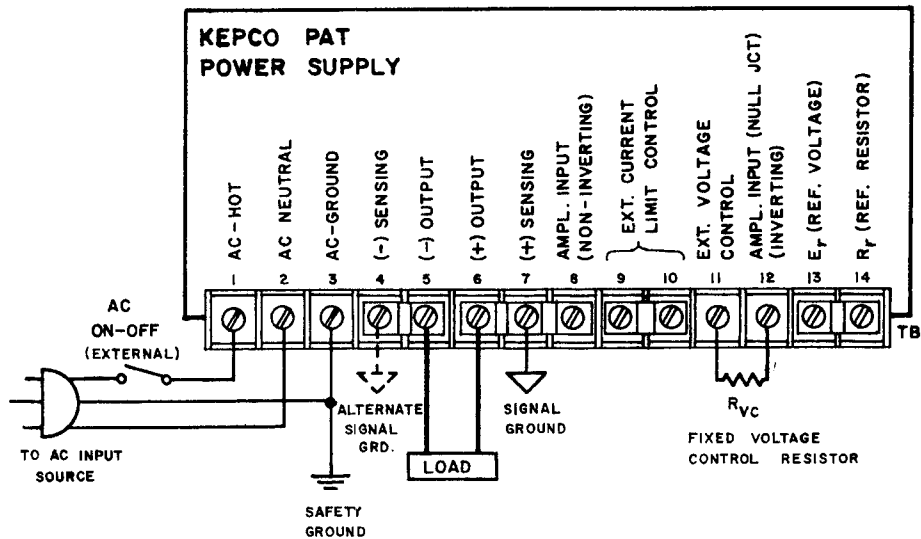 KEPCO PAT
POWER SUPPLY
AC-HOT
AC NEUTRAL
AC-GROUND
(-) SENSING
(-) OUTPUT
(+) OUTPUT
(+) SENSING
AMPL. INPUT
(NON-INVERTING)
EXT. CURRENT
LIMIT CONTROL
EXT. VOLTAGE
CONTROL
AMPL. INPUT (NULL JCT)
(INVERTING)
Er (REF. VOLTAGE)
Rr (REF. RESISTOR)
1 2 3 4 5 6 7 8 9 10 11 12 13 14
TB
AC
ON-OFF
(EXTERNAL)
TO AC INPUT
SOURCE
SAFETY
GROUND
ALTERNATE
SIGNAL
GRD.
LOAD
SIGNAL
GROUND
RVC
FIXED VOLTAGE
CONTROL RESISTOR